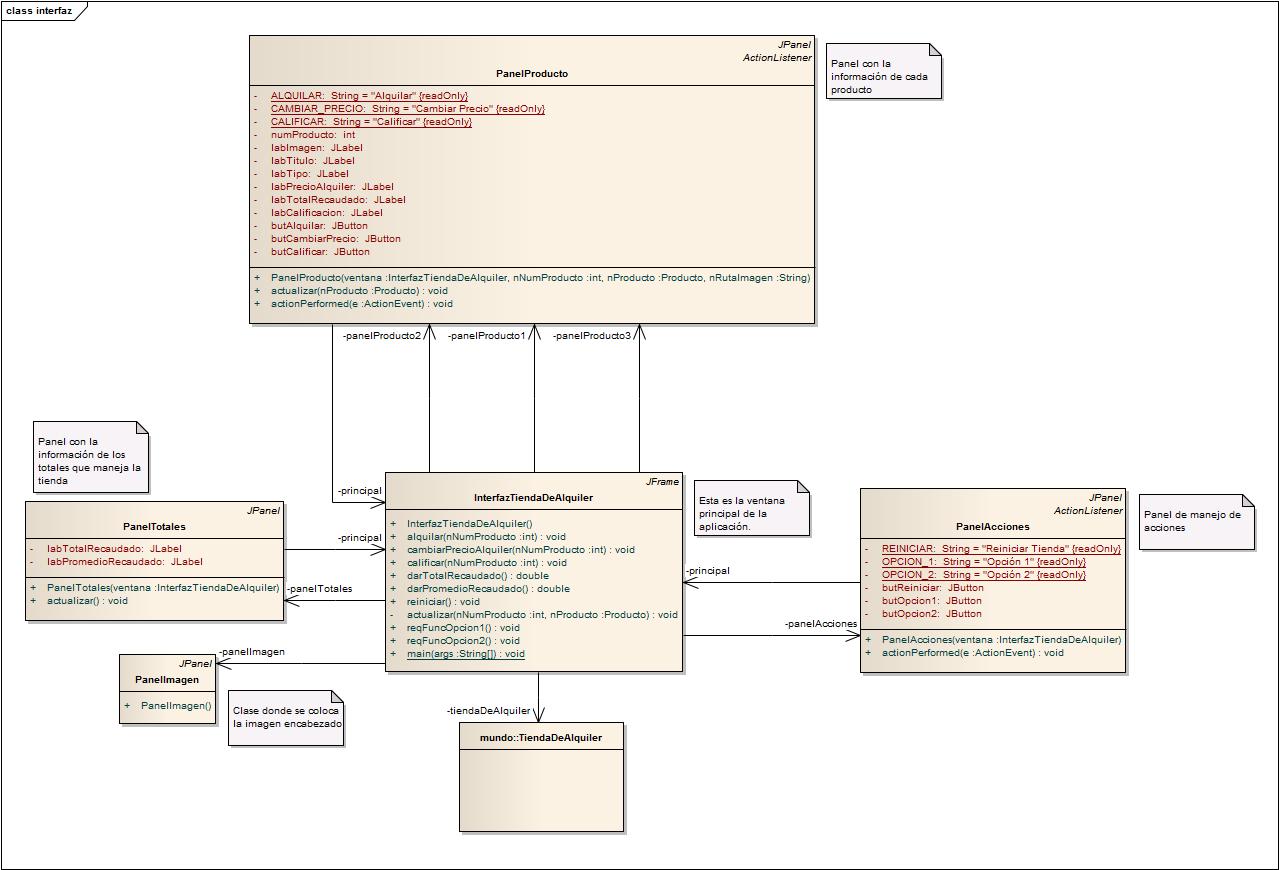 class interfaz
JPanel
ActionListener
PanelProducto
- ALQUILAR: String = "Alquilar" {readOnly}
- CAMBIAR_PRECIO: String = "Cambiar Precio" {readOnly}
- CALIFICAR: String = "Calificar" {readOnly}
- numProducto: int
- labImagen: JLabel
- labTitulo: JLabel
- labTipo: JLabel
- labPrecioAlquiler: JLabel
- labTotalRecaudado: JLabel
- labCalificacion: JLabel
- butAlquilar: JButton
- butCambiarPrecio: JButton
- butCalificar: JButton
+ PanelProducto(ventana :InterfazTiendaDeAlquiler, nNumProducto :int, nProducto :Producto, nRutaImagen :String)
+ actualizar(nProducto :Producto) : void
+ actionPerformed(e :ActionEvent) : void
Panel con la
información de cada
producto
-panelProducto2
-panelProducto1
-panelProducto3
Panel con la
información de los
totales que maneja la
tienda
JPanel
PanelTotales
- labTotalRecaudado: JLabel
- labPromedioRecaudado: JLabel
+ PanelTotales(ventana :InterfazTiendaDeAlquiler)
+ actualizar() : void
-principal
-principal
-panelTotales
JFrame
InterfazTiendaDeAlquiler
+ InterfazTiendaDeAlquiler()
+ alquilar(nNumProducto :int) : void
+ cambiarPrecioAlquiler(nNumProducto :int) : void
+ calificar(nNumProducto :int) : void
+ darTotalRecaudado() : double
+ darPromedioRecaudado() : double
+ reiniciar() : void
- actualizar(nNumProducto :int, nProducto :Producto) : void
+ reqFuncOpcion1() : void
+ reqFuncOpcion2() : void
+ main(args :String[]) : void
Esta es la ventana
principal de la
aplicación.
-principal
-panelAcciones
JPanel
ActionListener
PanelAcciones
- REINICIAR: String = "Reiniciar Tienda" {readOnly}
- OPCION_1: String = "Opción 1" {readOnly}
- OPCION_2: String = "Opción 2" {readOnly}
- butReiniciar: JButton
- butOpcion1: JButton
- butOpcion2: JButton
+ PanelAcciones(ventana :InterfazTiendaDeAlquiler)
+ actionPerformed(e :ActionEvent) : void
Panel de manejo de
acciones
-panelImagen
JPanel
PanelImagen
+ PanelImagen()
Clase donde se coloca
la imagen encabezado
-tiendaDeAlquiler
mundo::TiendaDeAlquiler